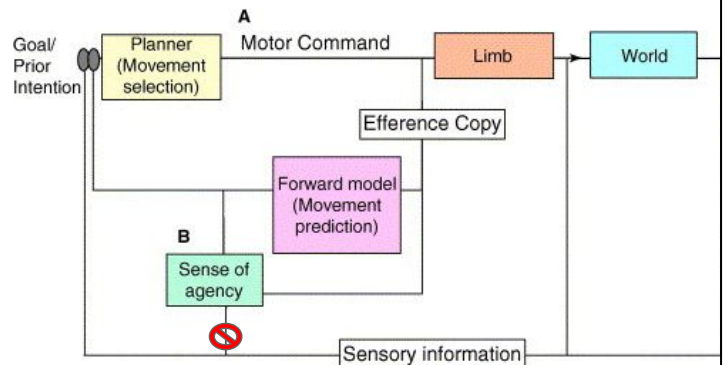 A
Goal/
Prior
Intention
Planner
(Movement
selection)
Motor Command
Limb
World
Efference Copy
Forward model
(Movement
prediction)
B
Sense of
agency
Sensory information